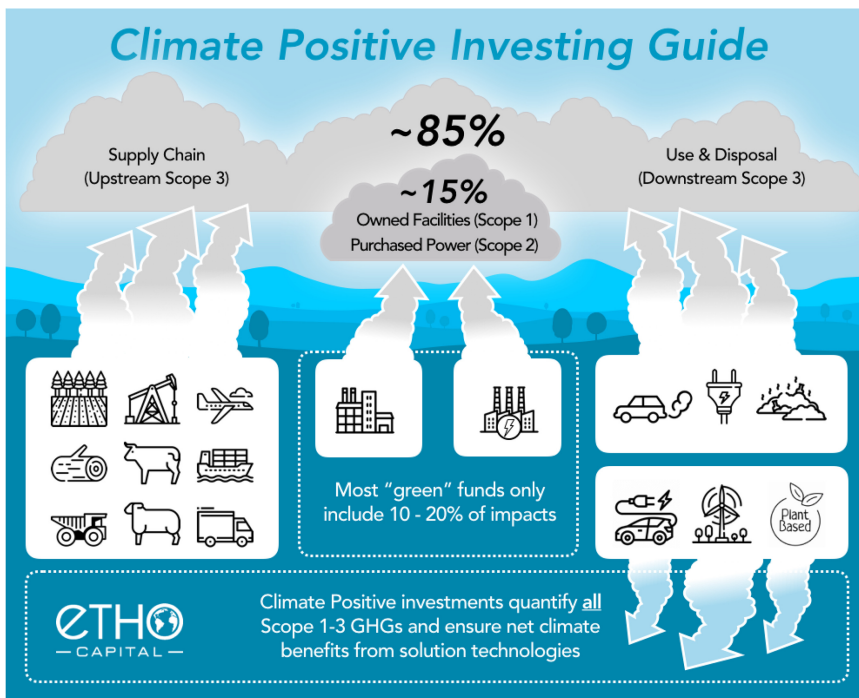 Climate Positive Investing Guide
~85%
Supply Chain
(Upstream Scope 3)
Use & Disposal
(Downstream Scope 3)
~15%
Owned Facilities (Scope 1)
Purchased Power (Scope 2)
Most “green” funds only
include 10 - 20% of impacts
Plant
Based
eTHO
— CAPITAL —
Climate Positive investments quantify all
Scope 1-3 GHGs and ensure net climate
benefits from solution technologies